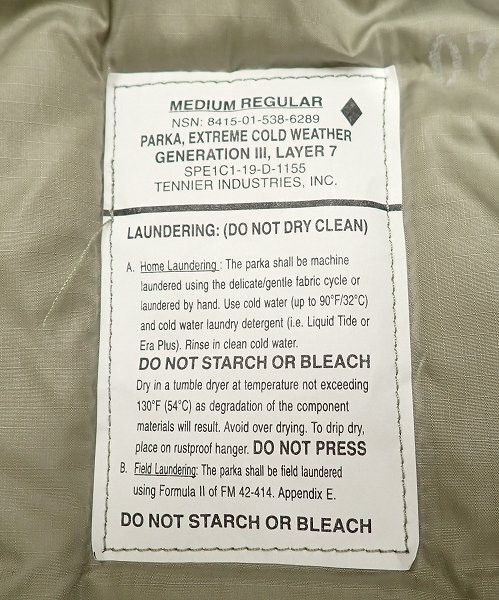 07
MEDIUM REGULAR
NSN: 8415-01-538-6289
PARKA, EXTREME COLD WEATHER
GENERATION III, LAYER 7
SPE1C1-19-D-1155
TENNIER INDUSTRIES, INC.
LAUNDERING: (DO NOT DRY CLEAN)
A. Home Laundering : The parka shall be machine
laundered using the delicate/gentle fabric cycle or
laundered by hand. Use cold water (up to 90°F/32°C)
and cold water laundry detergent (i.e. Liquid Tide or
Era Plus). Rinse in clean cold water.
DO NOT STARCH OR BLEACH
Dry in a tumble dryer at temperature not exceeding
130°F (54°C) as degradation of the component
materials will result. Avoid over drying. To drip dry,
place on rustproof hanger. DO NOT PRESS
B. Field Laundering: The parka shall be field laundered
using Formula II of FM 42-414. Appendix E.
DO NOT STARCH OR BLEACH